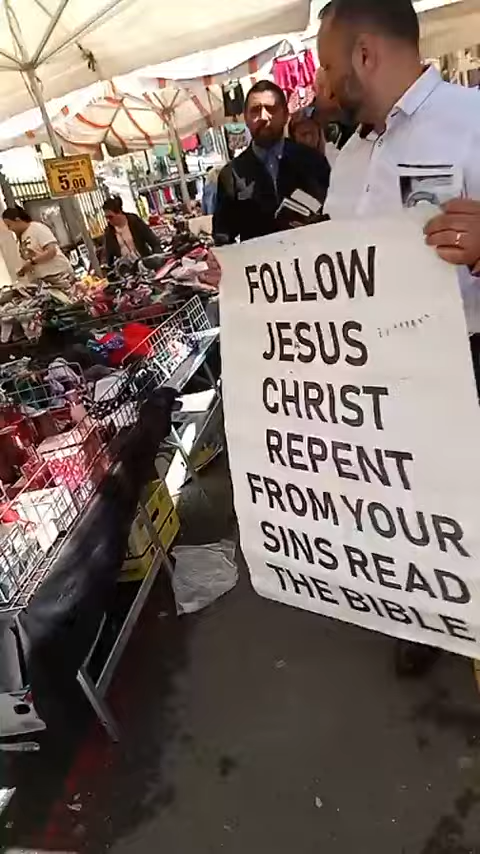 5.00
FOLLOW
JESUS
CHRIST
REPENT
FROM YOUR
SINS READ
THE BIBLE